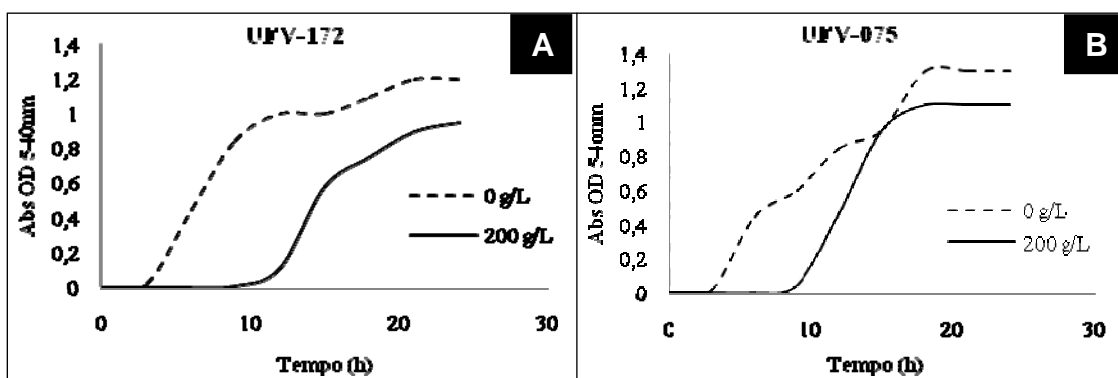 UFV-172
A
1,4
1,2
1
0,8
0,6
0,4
0,2
0
0
10
20
30
Abs OD 540nm
Tempo (h)
0 g/L
200 g/L
UFV-075
B
1,4
1,2
1
0,8
0,6
0,4
0,2
0
C
10
20
30
Abs OD 540nm
Tempo (h)
0 g/L
200 g/L